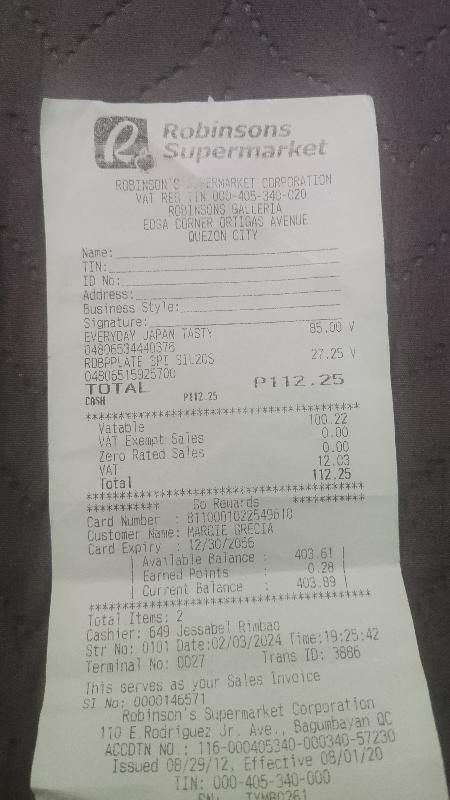 Robinsons
Supermarket
ROBINSON'S SUPERMARKET CORPORATION
VAT REG TIN 000-405-340-020
ROBINSONS GALLERIA
EDSA CORNER ORTIGAS AVENUE
QUEZON CITY
Name:
TIN:
ID No:
Address:
Business Style:
Signature:
EVERYDAY JAPAN TASTY 85.00 V
04806534440376
RDBPPLATE 3PI SIL20S 27.25 V
04806515925700
TOTAL P112.25
CASH P112.25
************************************
Vatable 100.22
VAT Exempt Sales 0.00
Zero Rated Sales 0.00
VAT 12.03
Total 112.25
************************************
*********** Go Rewards ***********
Card Number : 8110001022549610
Customer Name: MARCIE GRECIA
Card Expiry : 12/30/2056
| Available Balance : 403.61 |
| Earned Points : 0.28 |
| Current Balance : 403.89 |
************************************
Total Items: 2
Cashier: 649 Jessabel Rimbao
Str No: 0101 Date:02/03/2024 Time:19:25:42
Terminal No: 0027 Trans ID: 3886
This serves as your Sales Invoice
SI No: 0000146571
Robinson's Supermarket Corporation
110 E.Rodriguez Jr. Ave., Bagumbayan QC
ACCDTN NO.: 116-000405340-000340-57230
Issued 08/29/12, Effective 08/01/20
TIN: 000-405-340-000